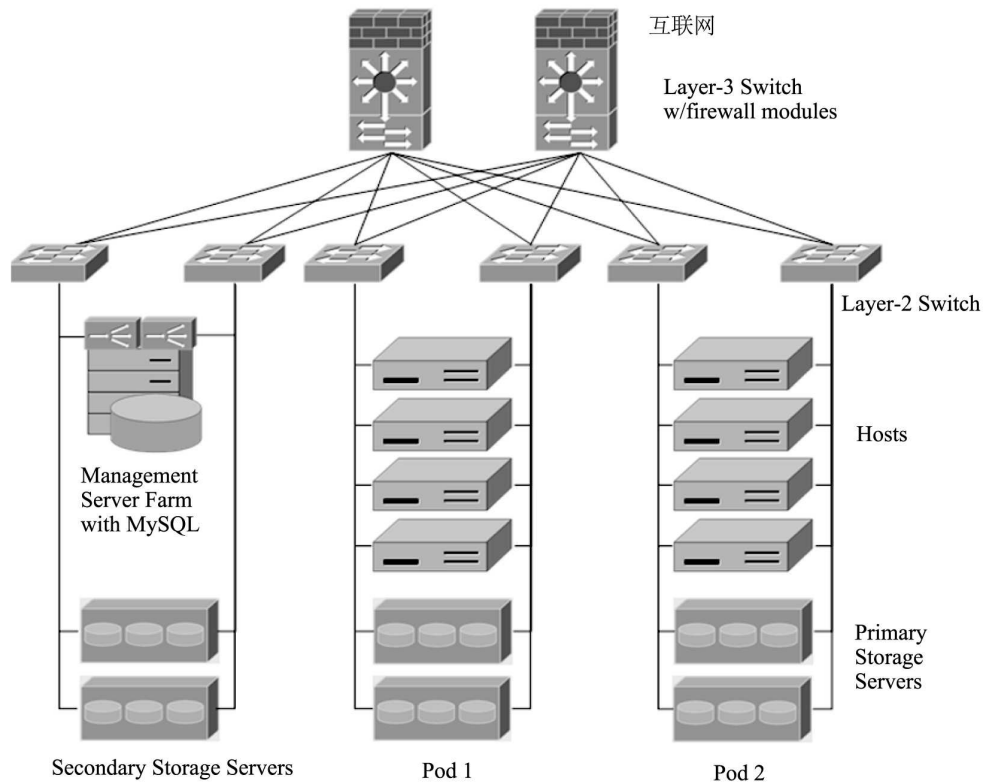 互联网
Layer-3 Switch
w/firewall modules
Layer-2 Switch
Hosts
Management
Server Farm
with MySQL
Primary
Storage
Servers
Secondary Storage Servers
Pod 1
Pod 2